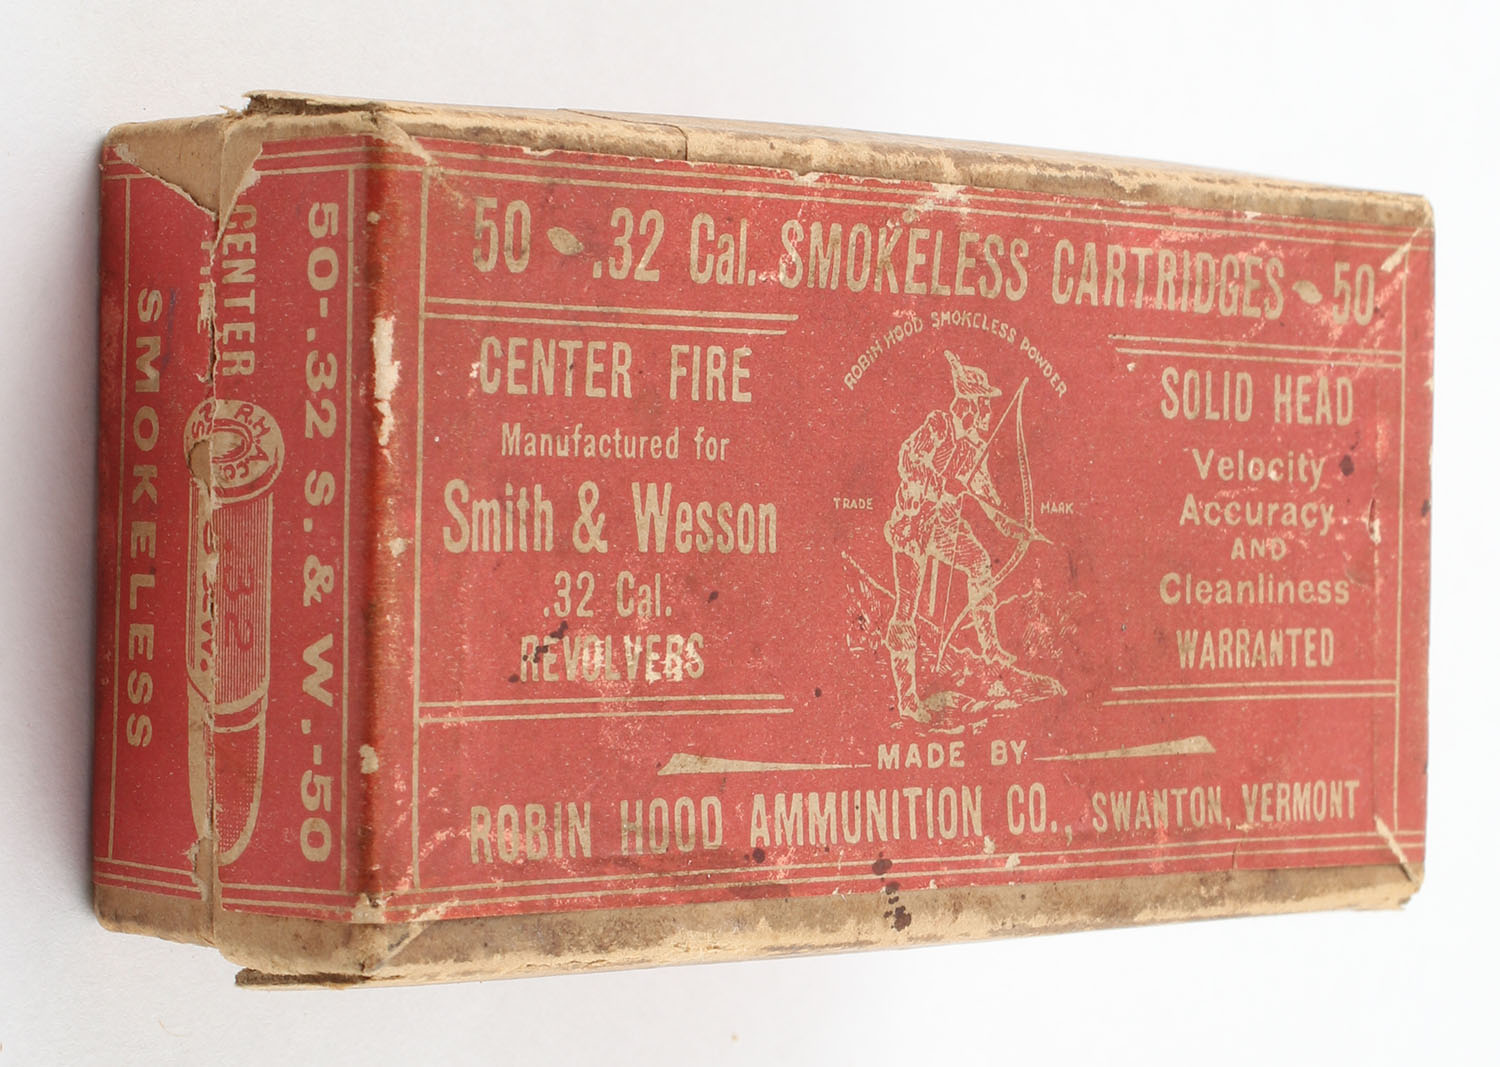 50 - .32 Cal. SMOKELESS CARTRIDGES - 50
CENTER FIRE
Manufactured for
Smith & Wesson
.32 Cal.
REVOLVERS
ROBIN HOOD SMOKELESS POWDER
TRADE MARK
SOLID HEAD
Velocity
Accuracy
AND
Cleanliness
WARRANTED
MADE BY
ROBIN HOOD AMMUNITION CO., SWANTON, VERMONT
50-.32 S. & W.-50
CENTER
R.H.A.Co.
32
SMOKELESS